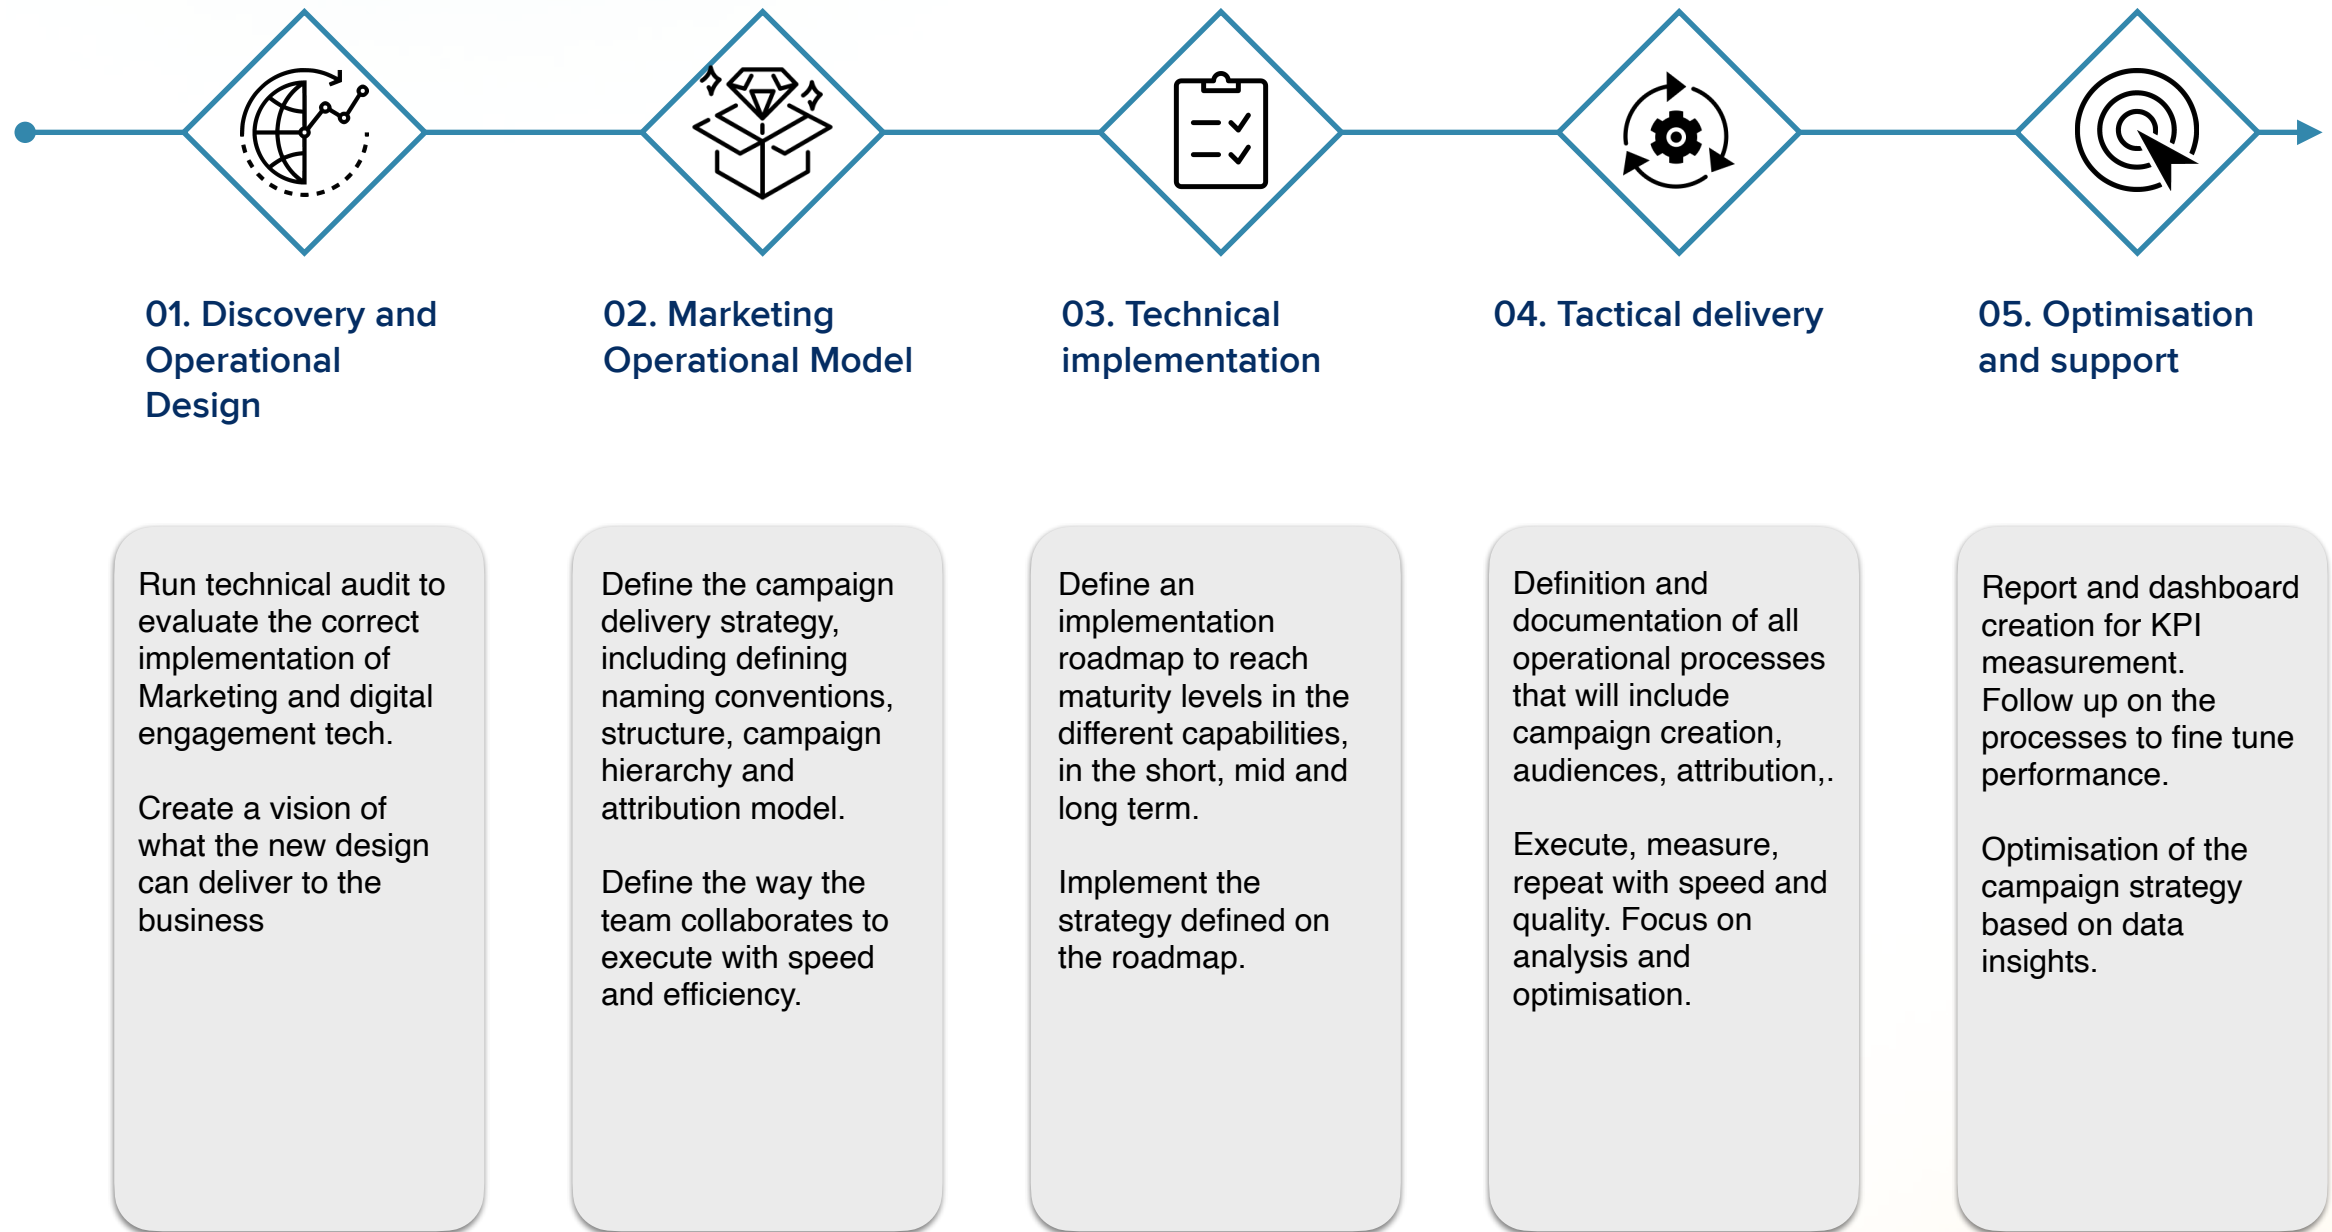 01. Discovery and
Operational
Design
02. Marketing
Operational Model
03. Technical
implementation
04. Tactical delivery
05. Optimisation
and support
Run technical audit to
evaluate the correct
implementation of
Marketing and digital
engagement tech.
Create a vision of
what the new design
can deliver to the
business
Define the campaign
delivery strategy,
including defining
naming conventions,
structure, campaign
hierarchy and
attribution model.
Define the way the
team collaborates to
execute with speed
and efficiency.
Define an
implementation
roadmap to reach
maturity levels in the
different capabilities,
in the short, mid and
long term.
Implement the
strategy defined on
the roadmap.
Definition and
documentation of all
operational processes
that will include
campaign creation,
audiences, attribution,.
Execute, measure,
repeat with speed and
quality. Focus on
analysis and
optimisation.
Report and dashboard
creation for KPI
measurement.
Follow up on the
processes to fine tune
performance.
Optimisation of the
campaign strategy
based on data
insights.